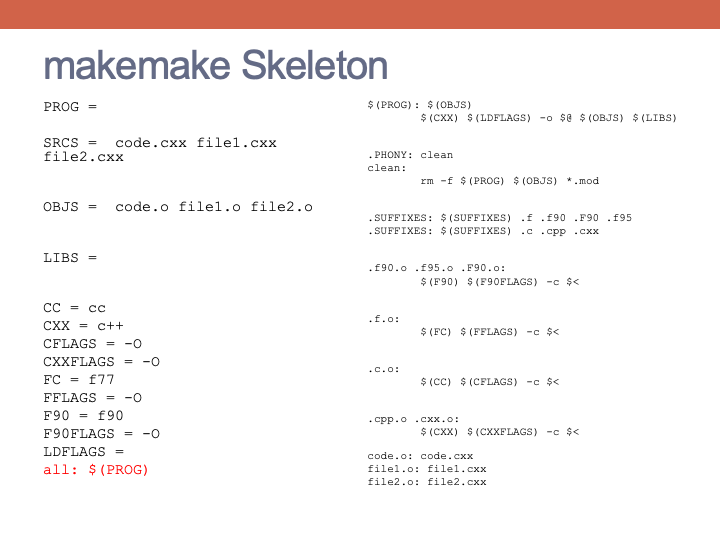 makemake Skeleton
PROG =
SRCS =  code.cxx file1.cxx
file2.cxx
OBJS =  code.o file1.o file2.o
LIBS =
CC = cc
CXX = c++
CFLAGS = -O
CXXFLAGS = -O
FC = f77
FFLAGS = -O
F90 = f90
F90FLAGS = -O
LDFLAGS =
all: $(PROG)
$(PROG): $(OBJS)
	$(CXX) $(LDFLAGS) -o $@ $(OBJS) $(LIBS)
.PHONY: clean
clean:
	rm -f $(PROG) $(OBJS) *.mod
.SUFFIXES: $(SUFFIXES) .f .f90 .F90 .f95
.SUFFIXES: $(SUFFIXES) .c .cpp .cxx
.f90.o .f95.o .F90.o:
	$(F90) $(F90FLAGS) -c $<
.f.o:
	$(FC) $(FFLAGS) -c $<
.c.o:
	$(CC) $(CFLAGS) -c $<
.cpp.o .cxx.o:
	$(CXX) $(CXXFLAGS) -c $<
code.o: code.cxx
file1.o: file1.cxx
file2.o: file2.cxx